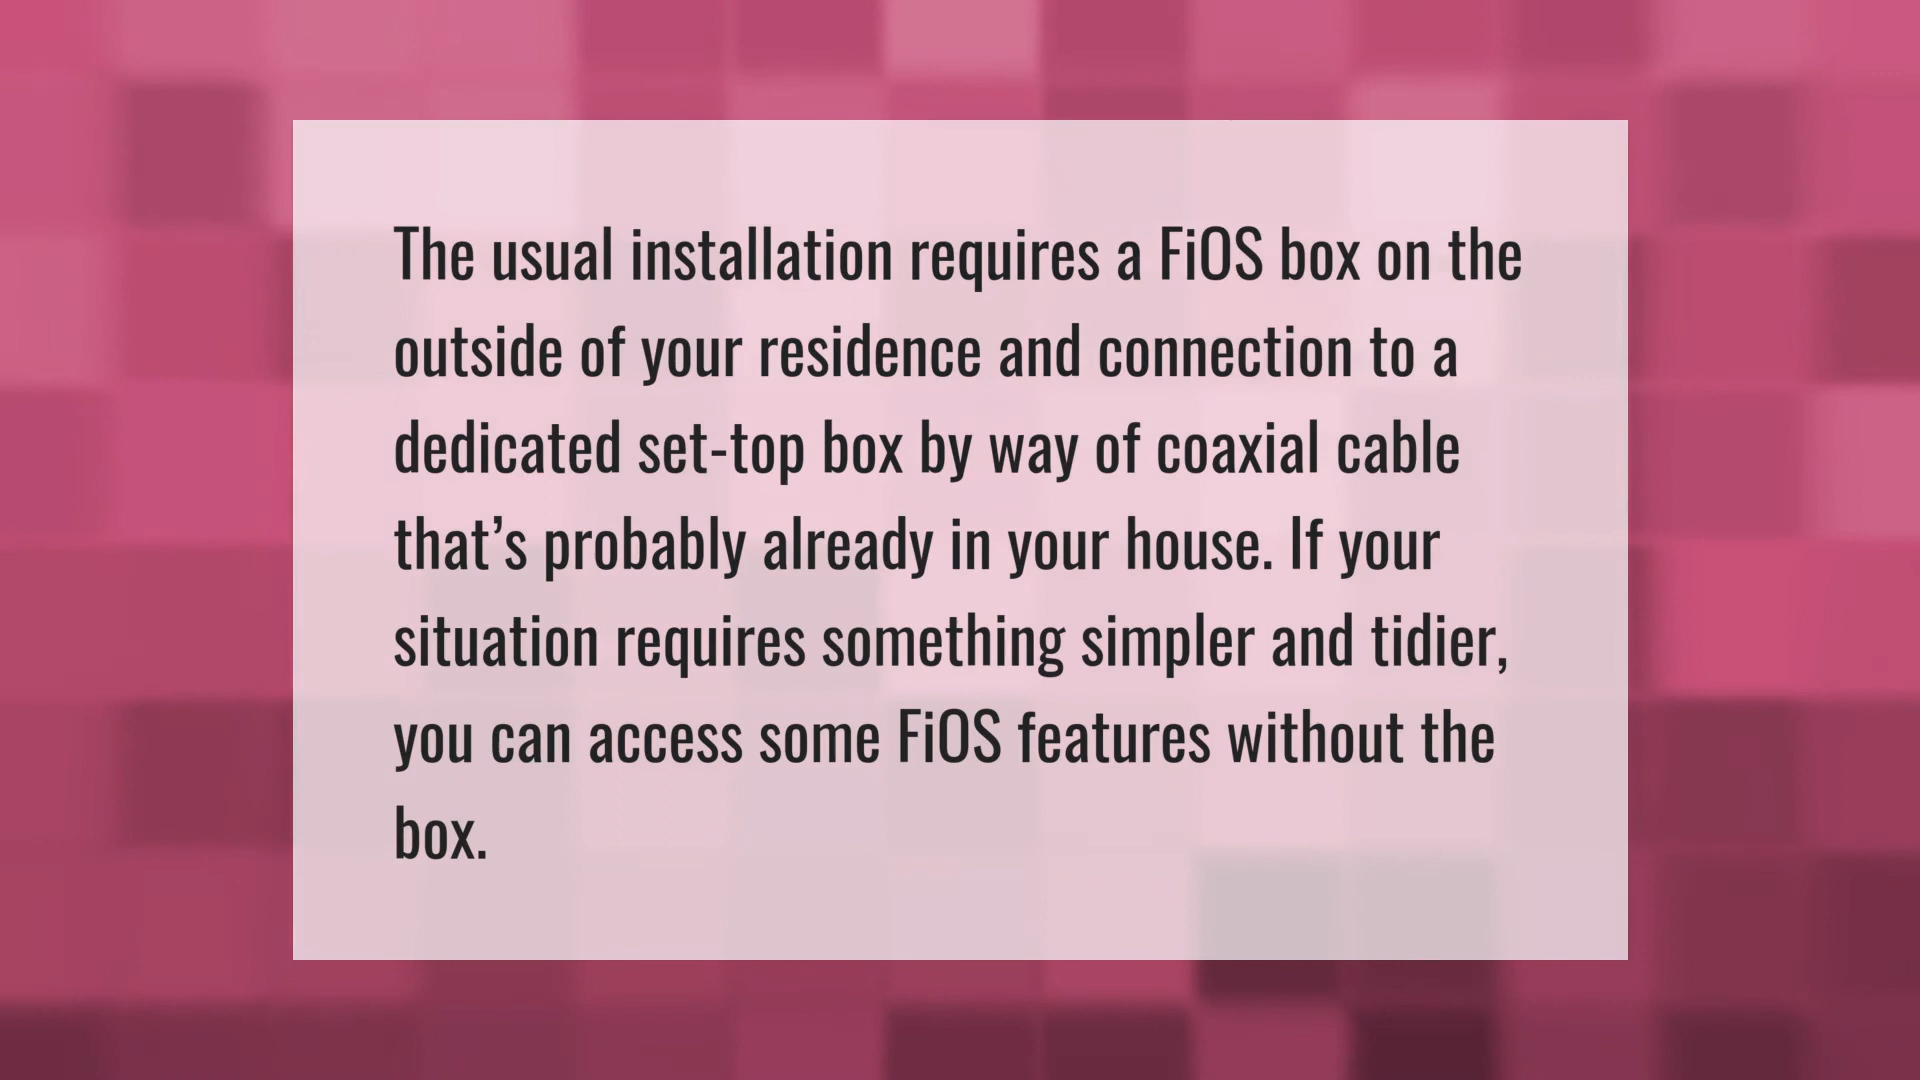 The usual installation requires a FiOS box on the
outside of your residence and connection to a
dedicated set-top box by way of coaxial cable
that’s probably already in your house. If your
situation requires something simpler and tidier,
you can access some FiOS features without the
box.